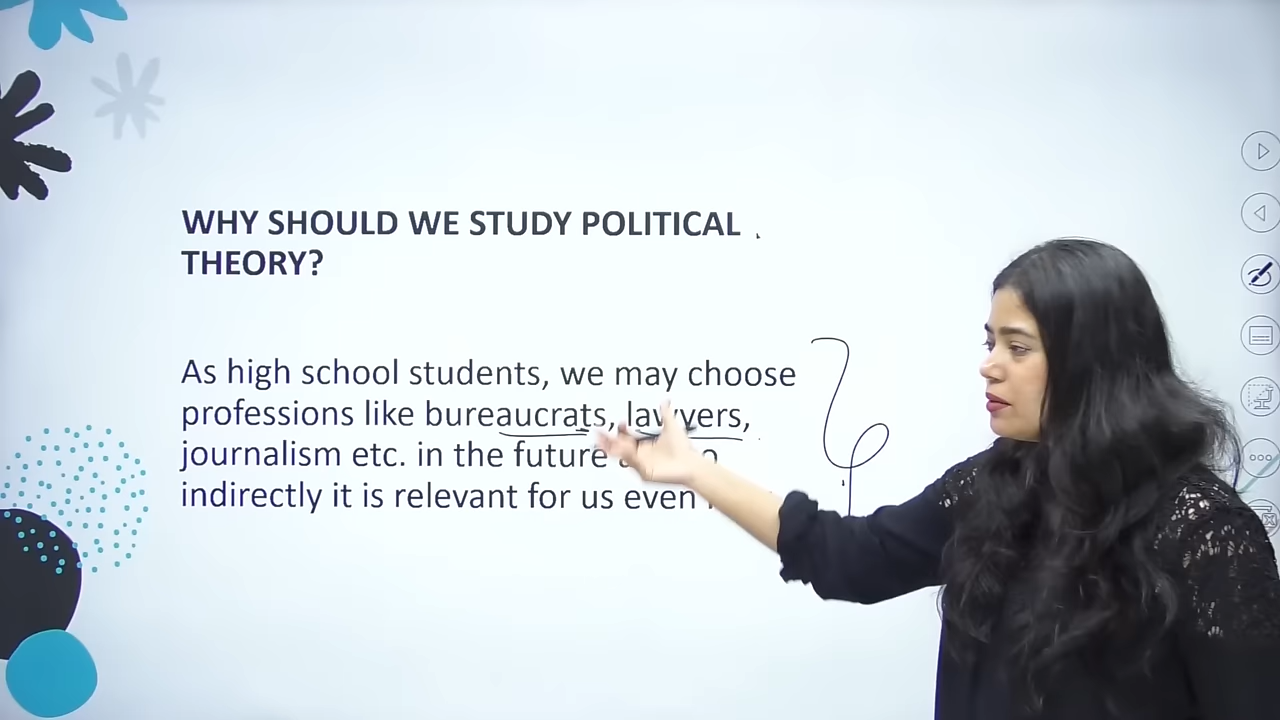 WHY SHOULD WE STUDY POLITICAL
THEORY?
As high school students, we may choose
professions like bureaucrats, lawyers,
journalism etc. in the future
indirectly it is relevant for us even